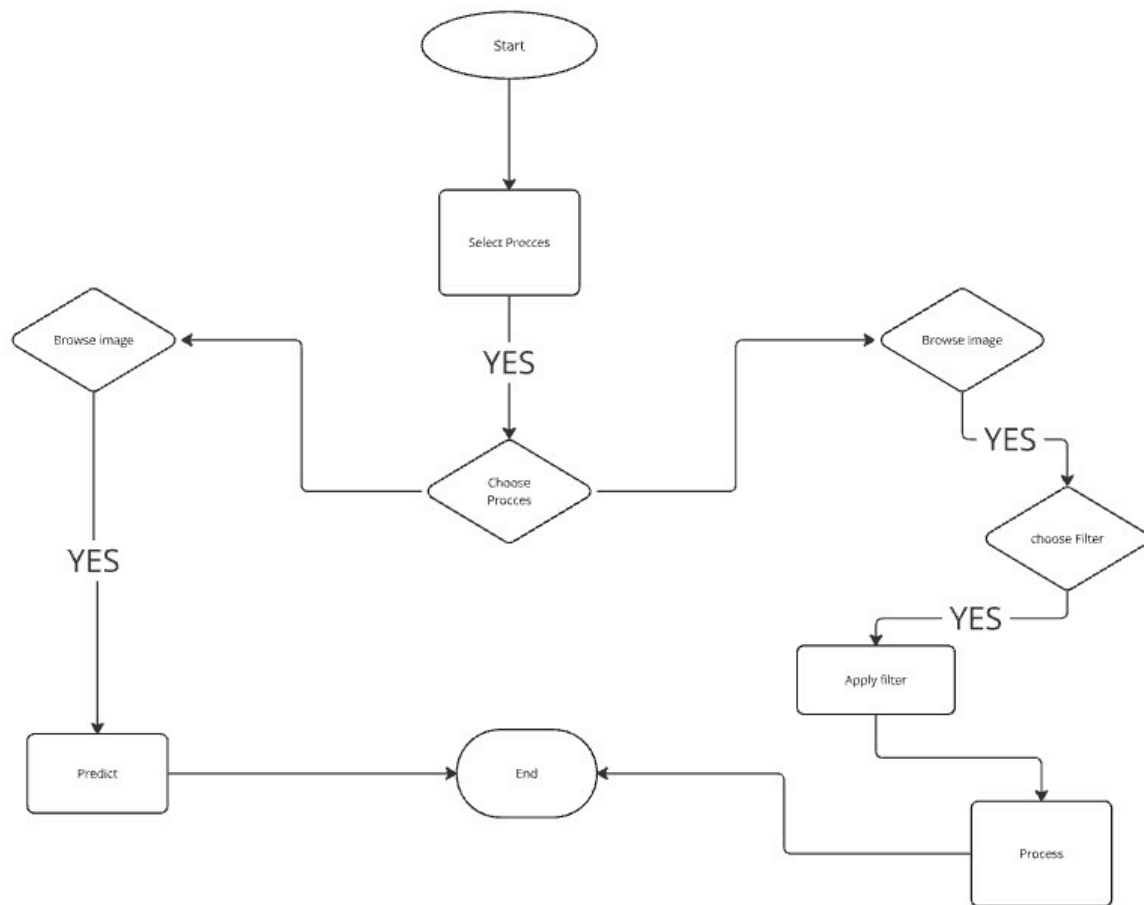 Start
Select Procces
YES
Browse image
Browse image
YES
Choose
Procces
choose Filter
YES
YES
Apply filter
Predict
End
Process